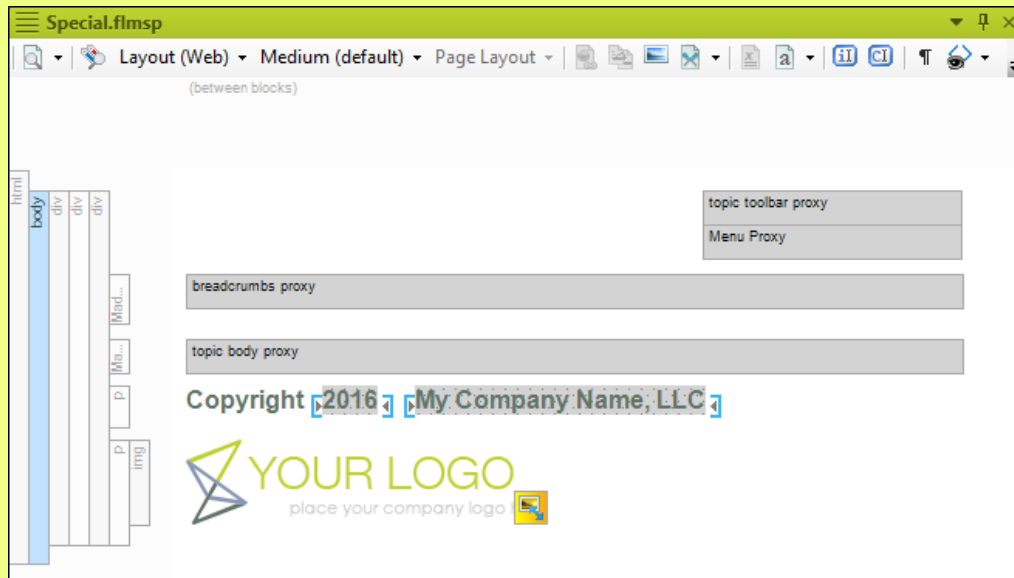 Special.flmsp
Layout (Web) Medium (default) Page Layout
(between blocks)
html
body
div
div
div
topic toolbar proxy
Menu Proxy
Mad...
breadcrumbs proxy
Ma...
topic body proxy
p
Copyright 2016 My Company Name, LLC
p
img
YOUR LOGO
place your company logo